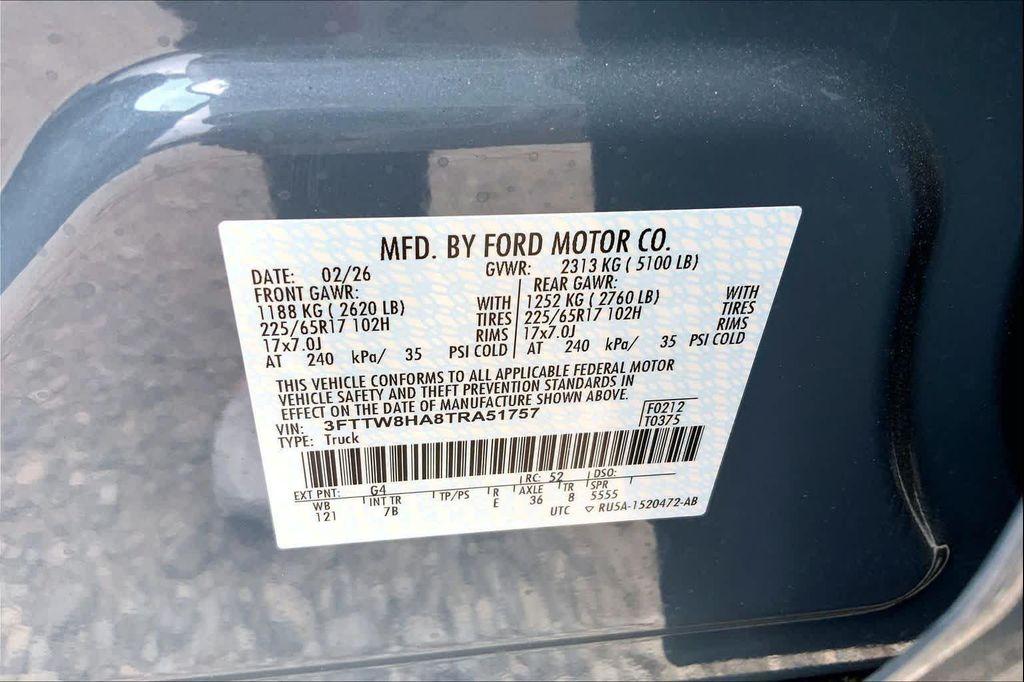 MFD. BY FORD MOTOR CO.
DATE: 02/26 GVWR: 2313 KG ( 5100 LB)
FRONT GAWR: REAR GAWR:
1188 KG ( 2620 LB) WITH 1252 KG ( 2760 LB) WITH
225/65R17 102H TIRES 225/65R17 102H TIRES
17x7.0J RIMS 17x7.0J RIMS
AT 240 kPa/ 35 PSI COLD AT 240 kPa/ 35 PSI COLD
THIS VEHICLE CONFORMS TO ALL APPLICABLE FEDERAL MOTOR
VEHICLE SAFETY AND THEFT PREVENTION STANDARDS IN
EFFECT ON THE DATE OF MANUFACTURE SHOWN ABOVE.
VIN: 3FTTW8HA8TRA51757 F0212
TYPE: Truck T0375
EXT PNT: G4 RC: 52 DSO:
WB INT TR TP/PS R AXLE TR SPR
121 7B E 36 8 5555
UTC ▽ RU5A-1520472-AB